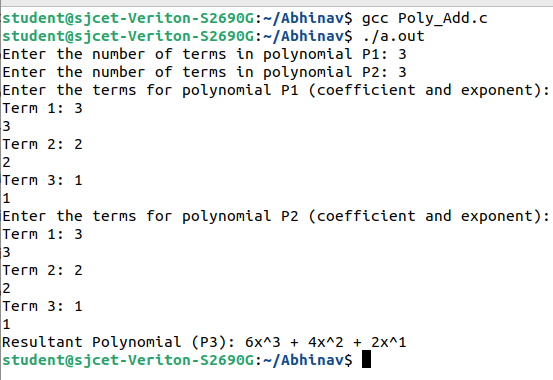 student@sjcet-Veriton-S2690G:~/Abhinav$ gcc Poly_Add.c
student@sjcet-Veriton-S2690G:~/Abhinav$ ./a.out
Enter the number of terms in polynomial P1: 3
Enter the number of terms in polynomial P2: 3
Enter the terms for polynomial P1 (coefficient and exponent):
Term 1: 3
3
Term 2: 2
2
Term 3: 1
1
Enter the terms for polynomial P2 (coefficient and exponent):
Term 1: 3
3
Term 2: 2
2
Term 3: 1
1
Resultant Polynomial (P3): 6x^3 + 4x^2 + 2x^1
student@sjcet-Veriton-S2690G:~/Abhinav$